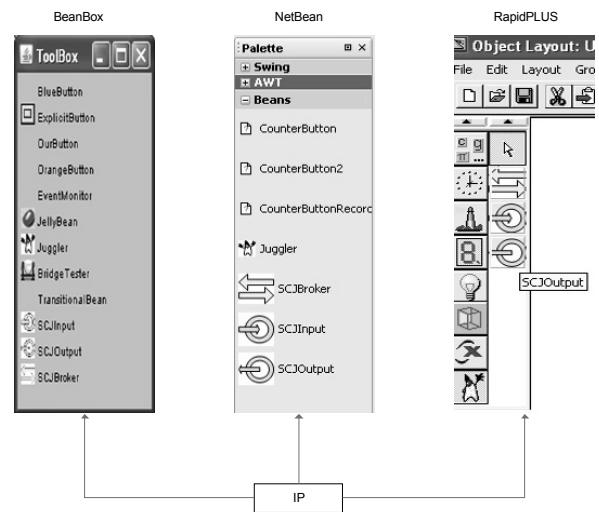 BeanBox
NetBean
RapidPLUS
ToolBox
BlueButton
ExplicitButton
OurButton
OrangeButton
EventMonitor
JellyBean
Juggler
BridgeTester
TransitionalBean
SCJInput
SCJOutput
SCJBroker
Palette
Swing
AWT
Beans
CounterButton
CounterButton2
CounterButtonRecorc
Juggler
SCJBroker
SCJInput
SCJOutput
Object Layout: U
File Edit Layout Gro
SCJOutput
IP